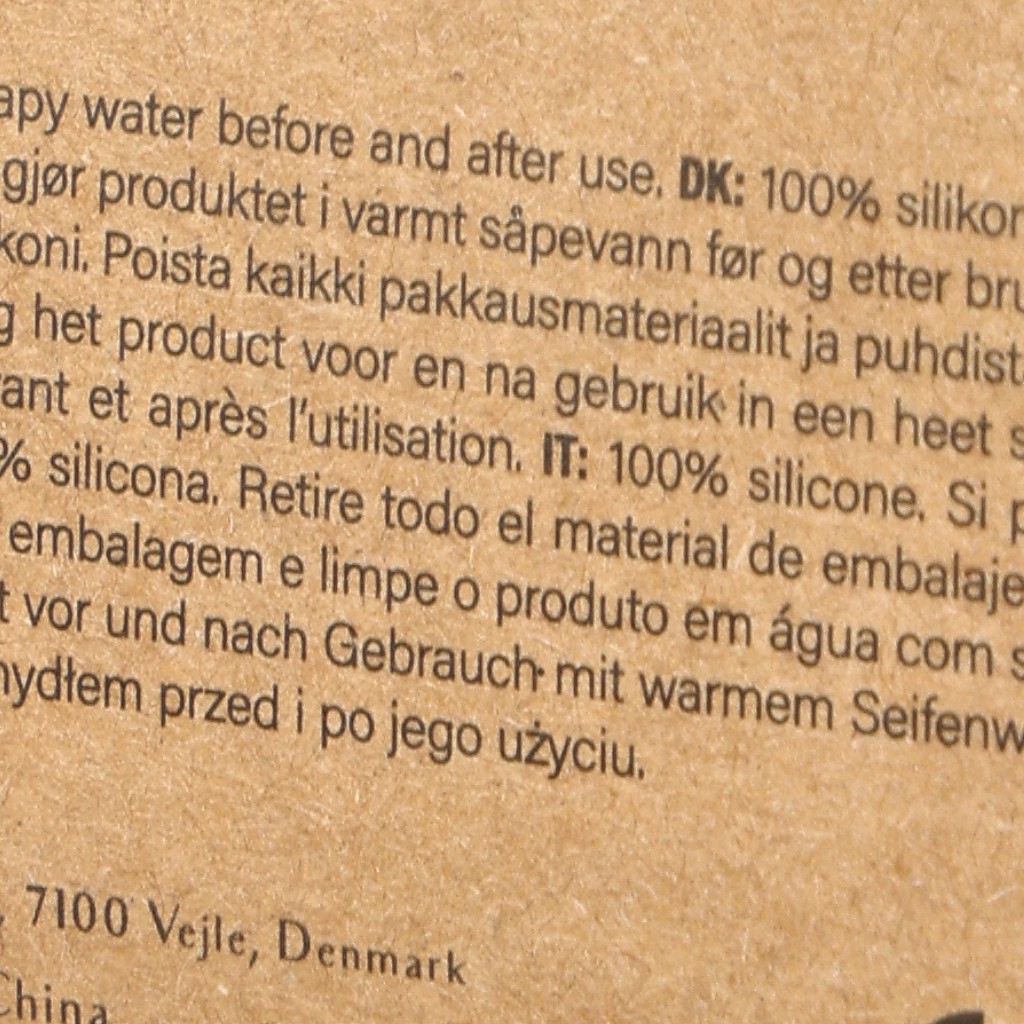 apy water before and after use. DK: 100% silikon
gjør produktet i varmt såpevann før og etter bru
koni. Poista kaikki pakkausmateriaalit ja puhdist
g het product voor en na gebruik in een heet s
ant et après l'utilisation. IT: 100% silicone. Si p
% silicona. Retire todo el material de embalaje
embalagem e limpe o produto em água com s
t vor und nach Gebrauch mit warmem Seifenw
mydłem przed i po jego użyciu.
, 7100 Vejle, Denmark
China